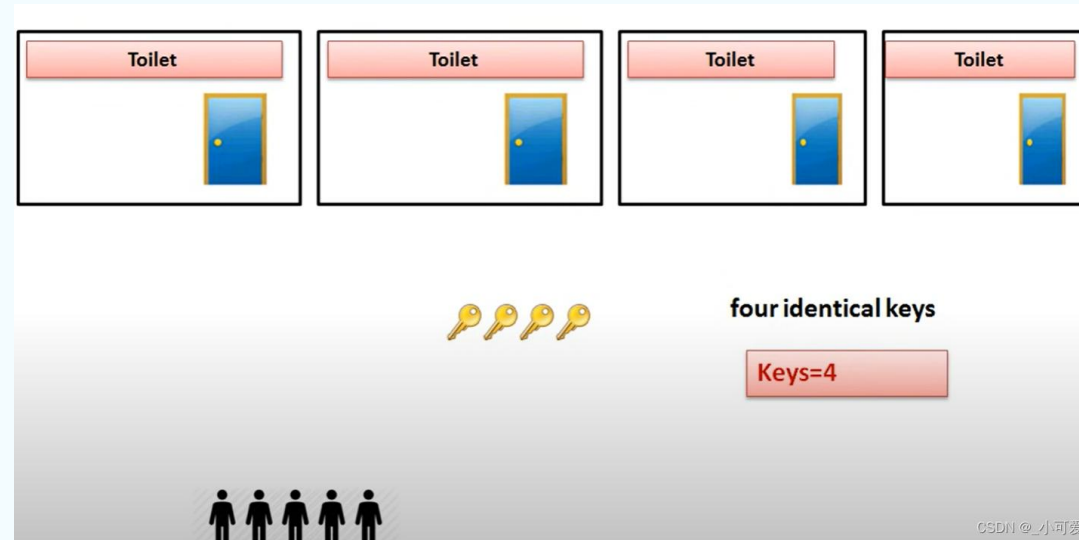 Toilet
Toilet
Toilet
Toilet
four identical keys
Keys=4
CSDN @_小可爱